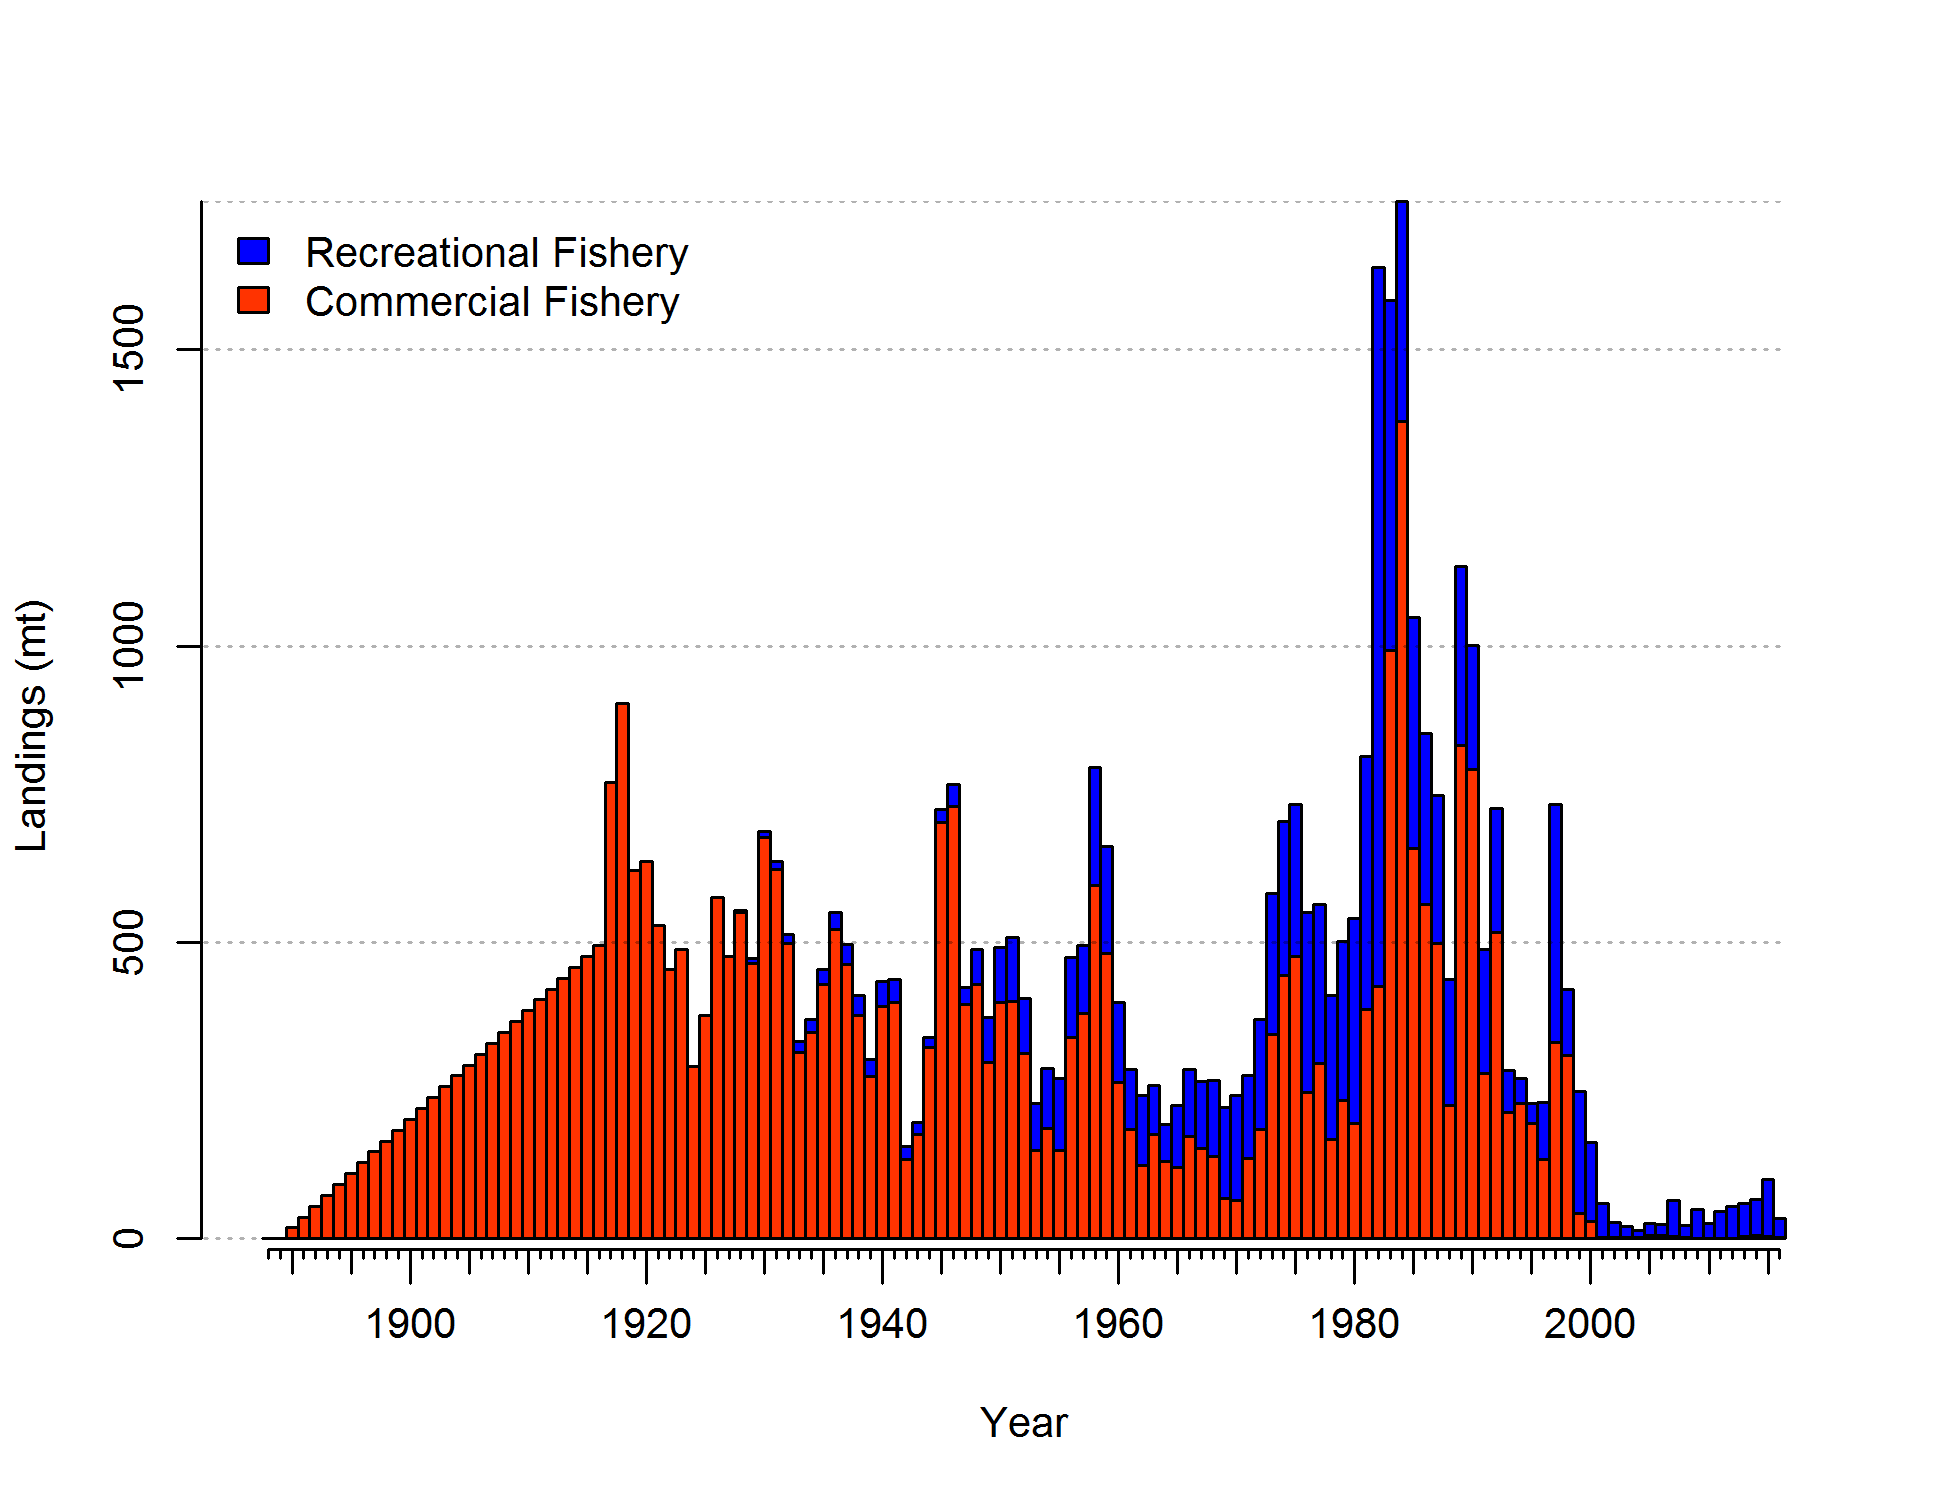 Recreational Fishery
Commercial Fishery
Landings (mt)
1500
1000
500
0
1900 1920 1940 1960 1980 2000
Year